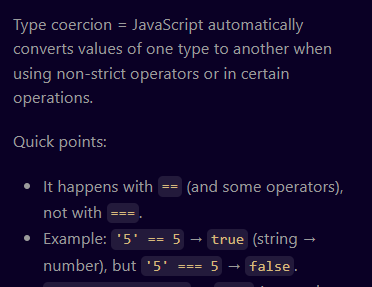 Type coercion = JavaScript automatically
converts values of one type to another when
using non-strict operators or in certain
operations.
Quick points:
• It happens with == (and some operators),
not with ===.
• Example: '5' == 5 → true (string →
number), but '5' === 5 → false.